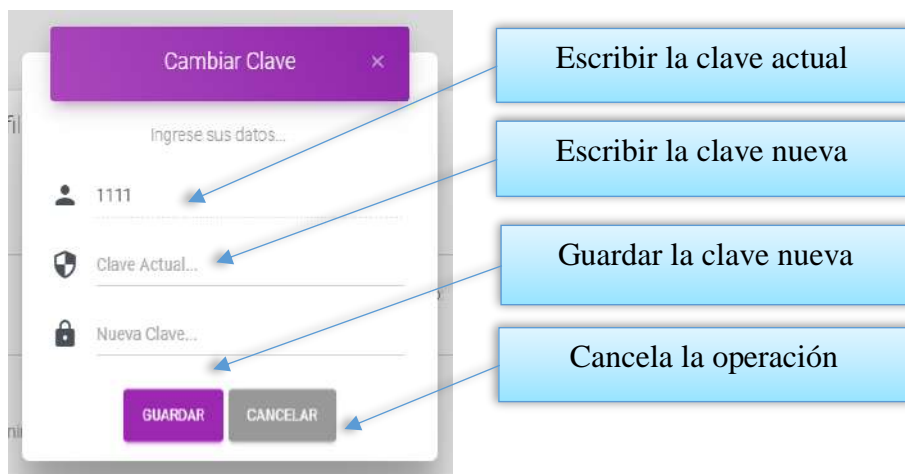 Cambiar Clave ×
Escribir la clave actual
Ingrese sus datos...
Escribir la clave nueva
1111
Clave Actual...
Guardar la clave nueva
Nueva Clave...
Cancela la operación
GUARDAR CANCELAR